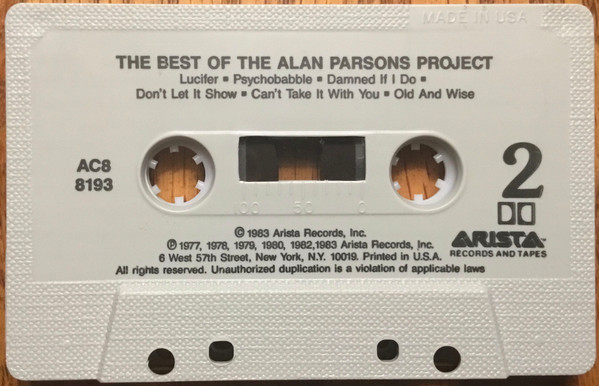 MADE IN USA
THE BEST OF THE ALAN PARSONS PROJECT
Lucifer ▪ Psychobabble ▪ Damned If I Do ▪
Don't Let It Show ▪ Can't Take It With You ▪ Old And Wise
AC8
8193
2
100 50 0
© 1983 Arista Records, Inc.
℗ 1977, 1978, 1979, 1980, 1982,1983 Arista Records, Inc.
6 West 57th Street, New York, N.Y. 10019. Printed in U.S.A.
All rights reserved. Unauthorized duplication is a violation of applicable laws
ARISTA
RECORDS AND TAPES